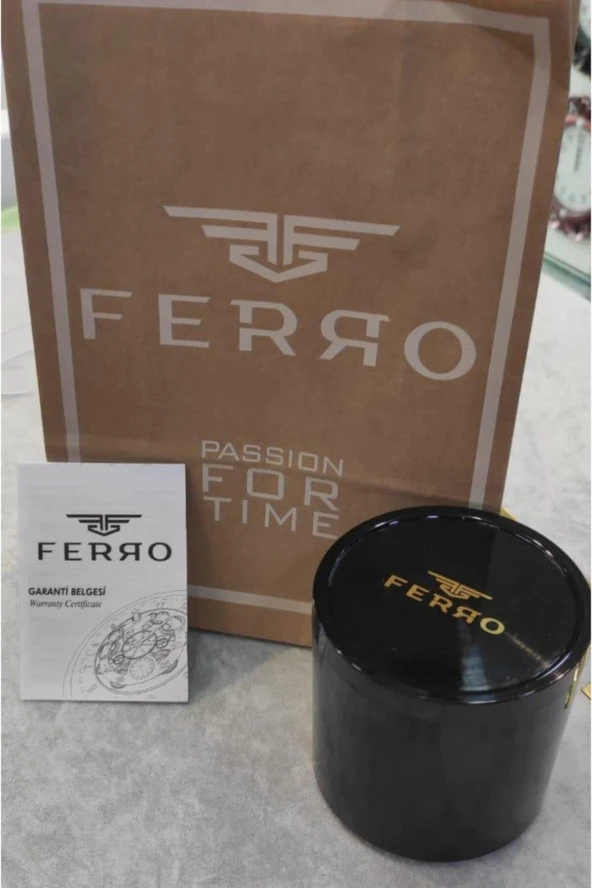 FERRO
PASSION
FOR
TIME
FERRO
GARANTİ BELGESİ
Warranty Certificate
FERRO